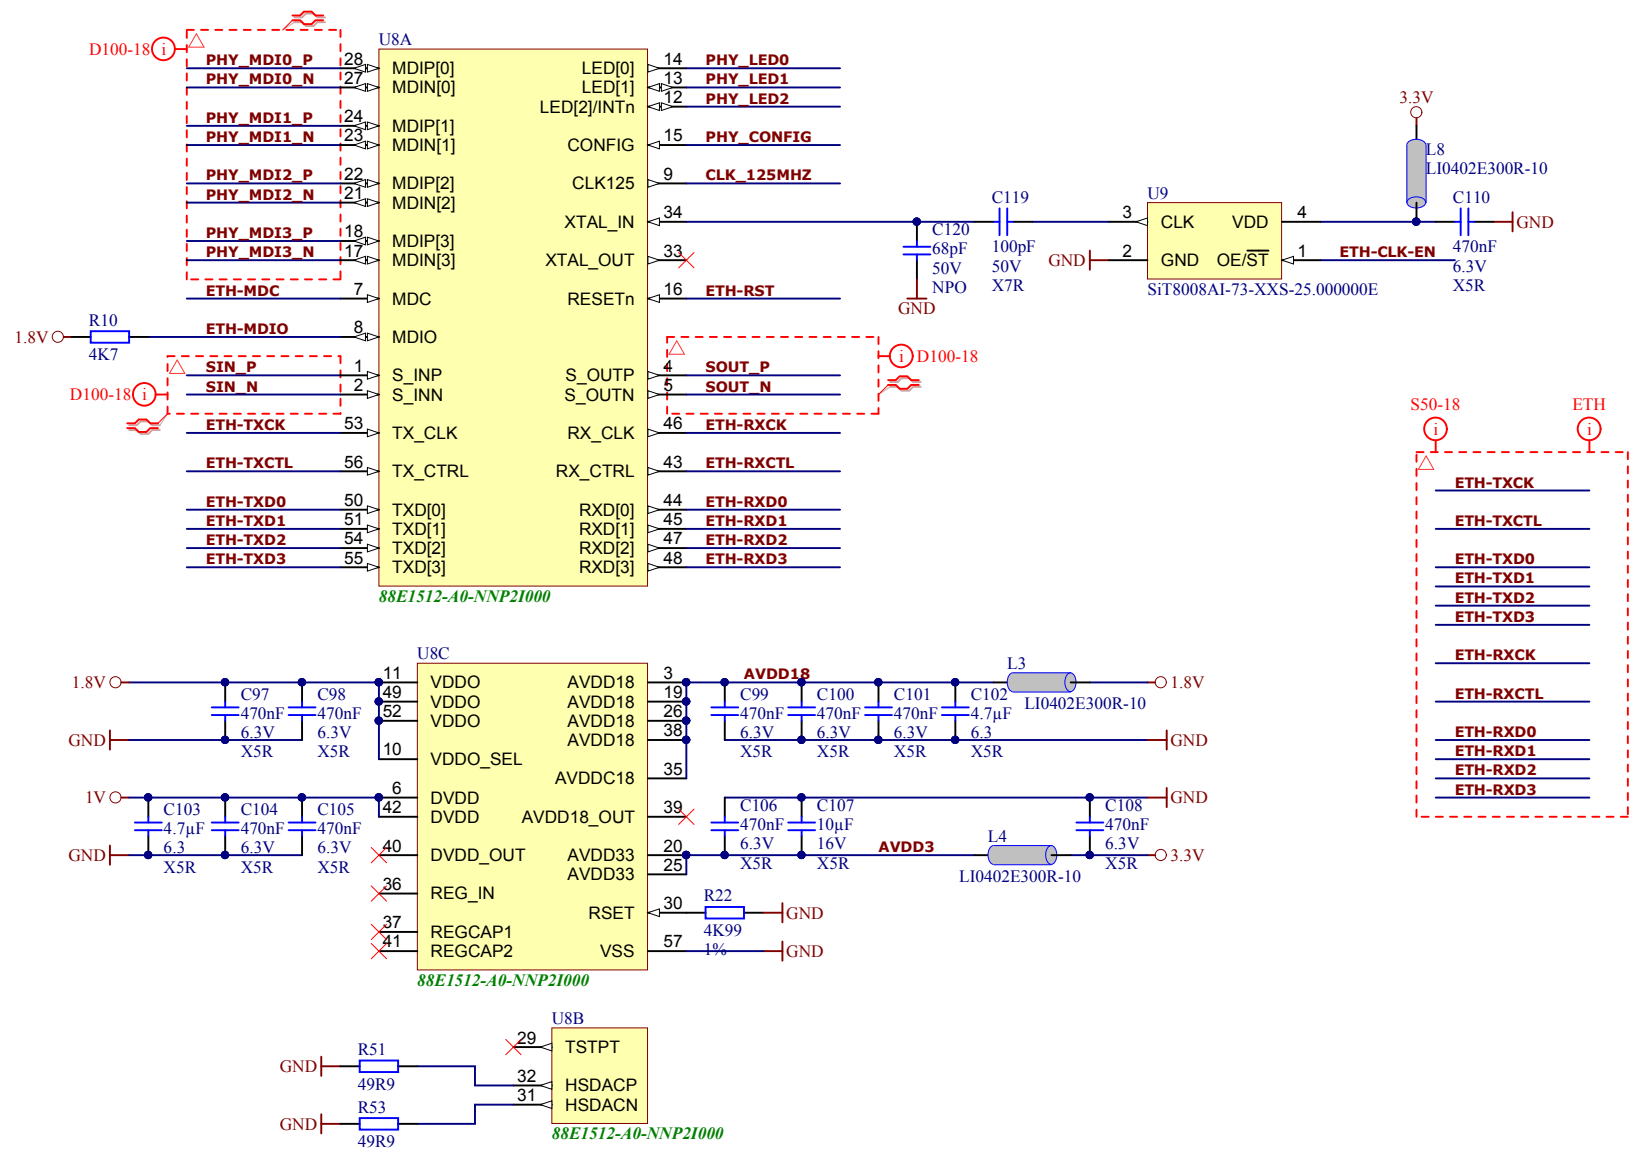 U8A
D100-18
PHY_MDI0_P 28 MDIP[0]
PHY_MDI0_N 27 MDIN[0]
PHY_MDI1_P 24 MDIP[1]
PHY_MDI1_N 23 MDIN[1]
PHY_MDI2_P 22 MDIP[2]
PHY_MDI2_N 21 MDIN[2]
PHY_MDI3_P 18 MDIP[3]
PHY_MDI3_N 17 MDIN[3]
ETH-MDC 7 MDC
1.8V R10 4K7 ETH-MDIO 8 MDIO
D100-18
SIN_P 1 S_INP
SIN_N 2 S_INN
ETH-TXCK 53 TX_CLK
ETH-TXCTL 56 TX_CTRL
ETH-TXD0 50 TXD[0]
ETH-TXD1 51 TXD[1]
ETH-TXD2 54 TXD[2]
ETH-TXD3 55 TXD[3]
LED[0] 14 PHY_LED0
LED[1] 13 PHY_LED1
LED[2]/INTn 12 PHY_LED2
CONFIG 15 PHY_CONFIG
CLK125 9 CLK_125MHZ
XTAL_IN 34
XTAL_OUT 33
RESETn 16 ETH-RST
S_OUTP 4 SOUT_P
S_OUTN 5 SOUT_N
D100-18
RX_CLK 46 ETH-RXCK
RX_CTRL 43 ETH-RXCTL
RXD[0] 44 ETH-RXD0
RXD[1] 45 ETH-RXD1
RXD[2] 47 ETH-RXD2
RXD[3] 48 ETH-RXD3
88E1512-A0-NNP2I000
C120
68pF
50V
NPO
GND
C119
100pF
50V
X7R
U9
3 CLK VDD 4
GND 2 GND OE/ST 1 ETH-CLK-EN
SiT8008AI-73-XXS-25.000000E
3.3V
L8
LI0402E300R-10
C110
470nF
6.3V
X5R
GND
S50-18 ETH
ETH-TXCK
ETH-TXCTL
ETH-TXD0
ETH-TXD1
ETH-TXD2
ETH-TXD3
ETH-RXCK
ETH-RXCTL
ETH-RXD0
ETH-RXD1
ETH-RXD2
ETH-RXD3
U8C
1.8V
GND
C97
470nF
6.3V
X5R
C98
470nF
6.3V
X5R
11 VDDO
49 VDDO
52 VDDO
10 VDDO_SEL
1V
GND
C103
4.7µF
6.3
X5R
C104
470nF
6.3V
X5R
C105
470nF
6.3V
X5R
6 DVDD
42 DVDD
40 DVDD_OUT
36 REG_IN
37 REGCAP1
41 REGCAP2
AVDD18 3
AVDD18 19
AVDD18 26
AVDD18 38
AVDDC18 35
AVDD18_OUT 39
AVDD33 20
AVDD33 25
RSET 30
VSS 57
88E1512-A0-NNP2I000
AVDD18
C99
470nF
6.3V
X5R
C100
470nF
6.3V
X5R
C101
470nF
6.3V
X5R
C102
4.7µF
6.3
X5R
L3
LI0402E300R-10
1.8V
GND
GND
C106
470nF
6.3V
X5R
C107
10µF
16V
X5R
AVDD3
L4
LI0402E300R-10
C108
470nF
6.3V
X5R
3.3V
R22
4K99
1%
GND
GND
U8B
29 TSTPT
GND R51 49R9 32 HSDACP
GND R53 49R9 31 HSDACN
88E1512-A0-NNP2I000